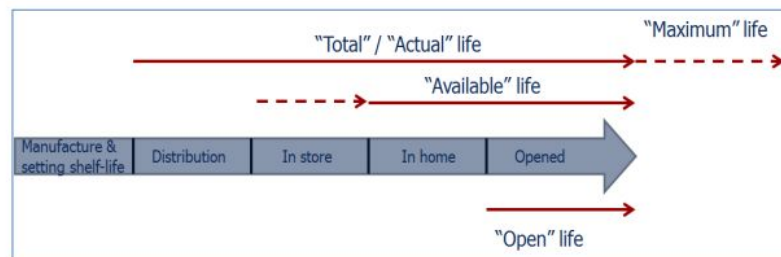 “Maximum” life
“Total” / “Actual” life
“Available” life
Manufacture &
setting shelf-life
Distribution
In store
In home
Opened
“Open” life